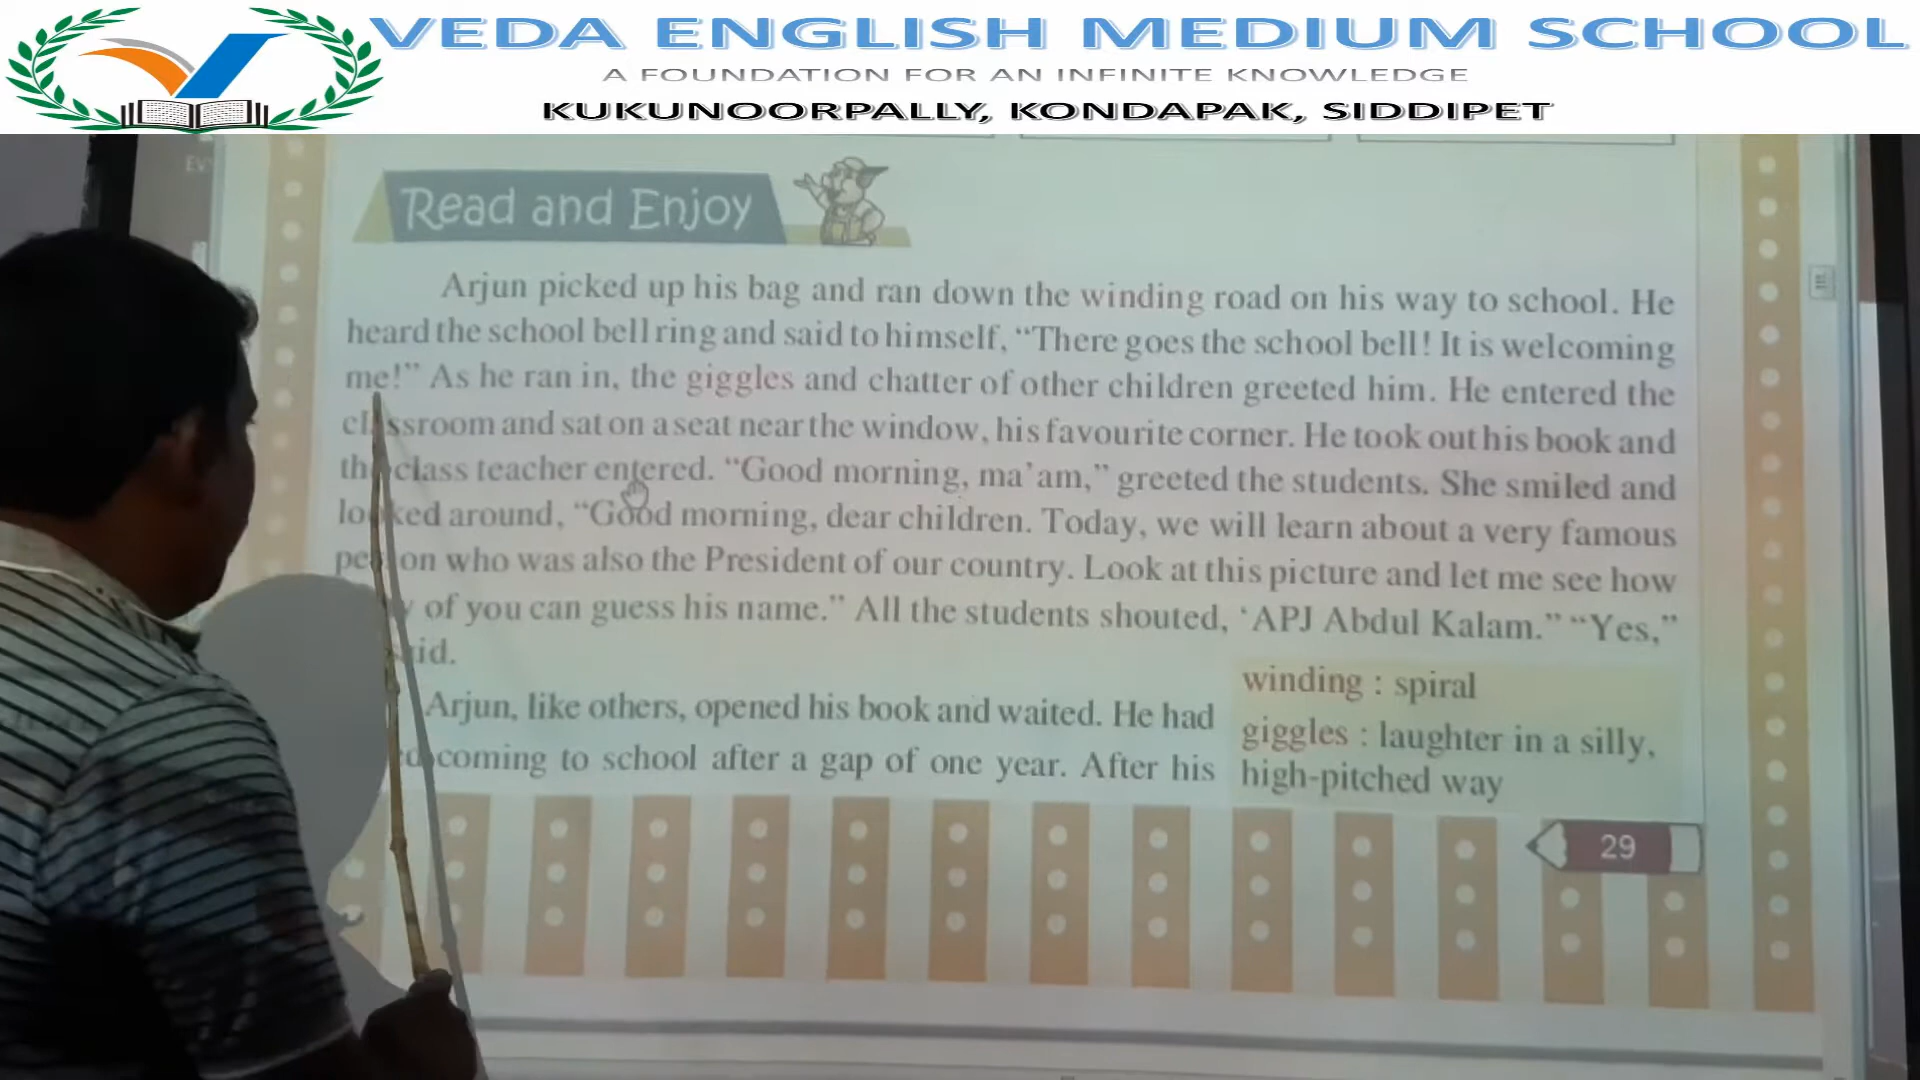 VEDA ENGLISH MEDIUM SCHOOL
A FOUNDATION FOR AN INFINITE KNOWLEDGE
KUKUNOORPALLY, KONDAPAK, SIDDIPET
Read and Enjoy
Arjun picked up his bag and ran down the winding road on his way to school. He
heard the school bell ring and said to himself, “There goes the school bell! It is welcoming
me!” As he ran in, the giggles and chatter of other children greeted him. He entered the
classroom and sat on a seat near the window, his favourite corner. He took out his book and
the class teacher entered. “Good morning, ma’am,” greeted the students. She smiled and
looked around, “Good morning, dear children. Today, we will learn about a very famous
person who was also the President of our country. Look at this picture and let me see how
of you can guess his name.” All the students shouted, ‘APJ Abdul Kalam.” “Yes,”
Arjun, like others, opened his book and waited. He had
coming to school after a gap of one year. After his
winding : spiral
giggles : laughter in a silly,
high-pitched way
29